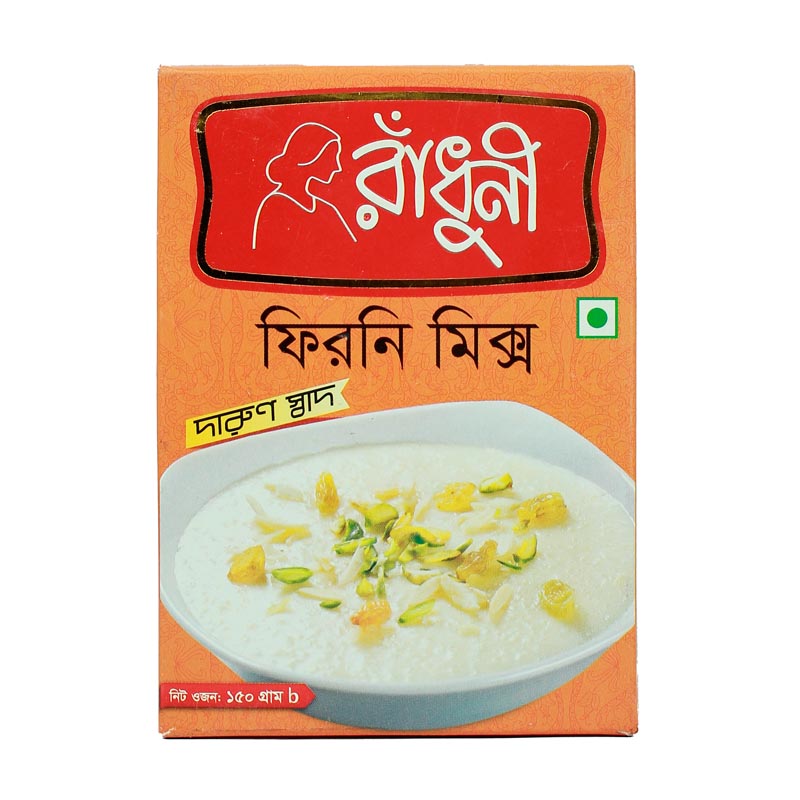 রাঁধুনী
ফিরনি মিক্স
দারুণ স্বাদ
নিট ওজন: ১৫০ গ্রাম b